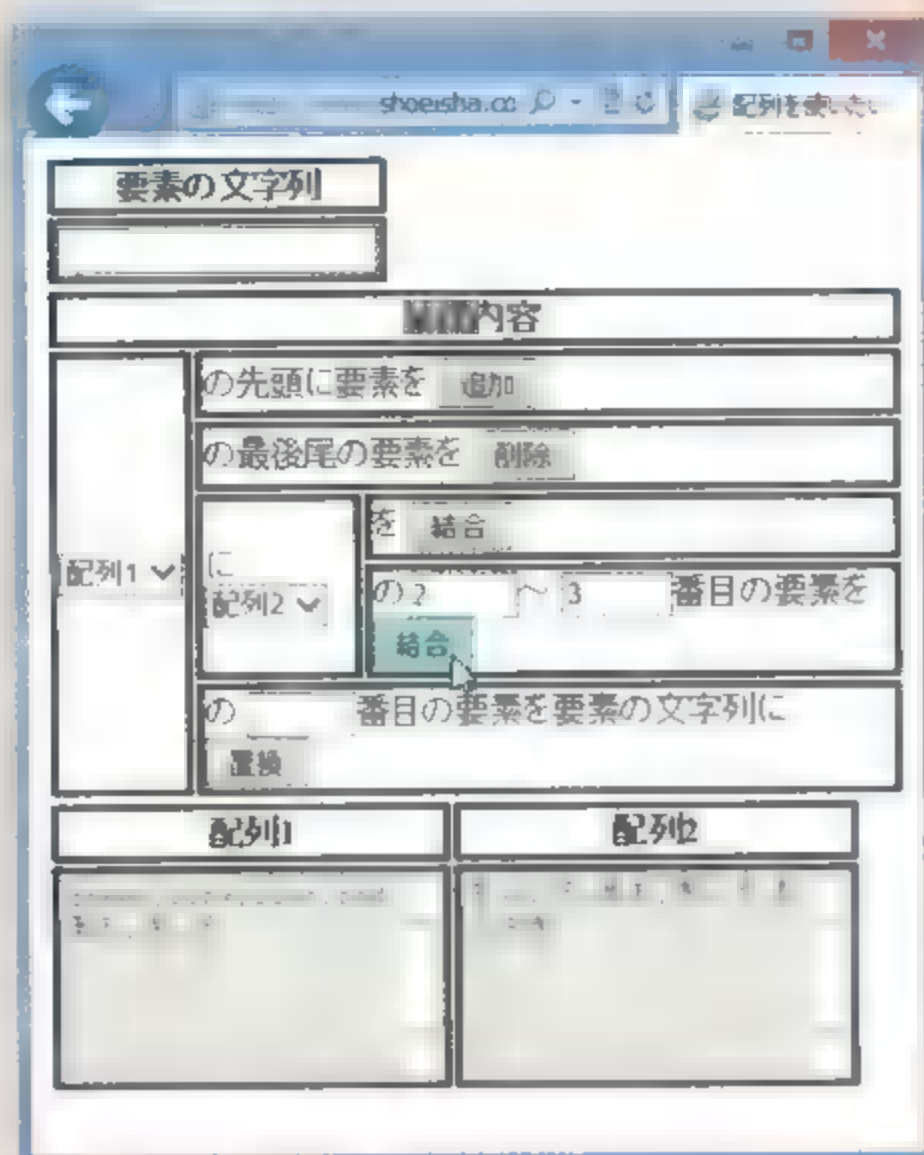 shoeisha.co
配列を使いたい
要素の文字列
内容
の先頭に要素を 追加
の最後尾の要素を 削除
を 結合
配列1 に
配列2 の 2 ～ 3 番目の要素を
結合
の 番目の要素を要素の文字列に
置換
配列1 配列2